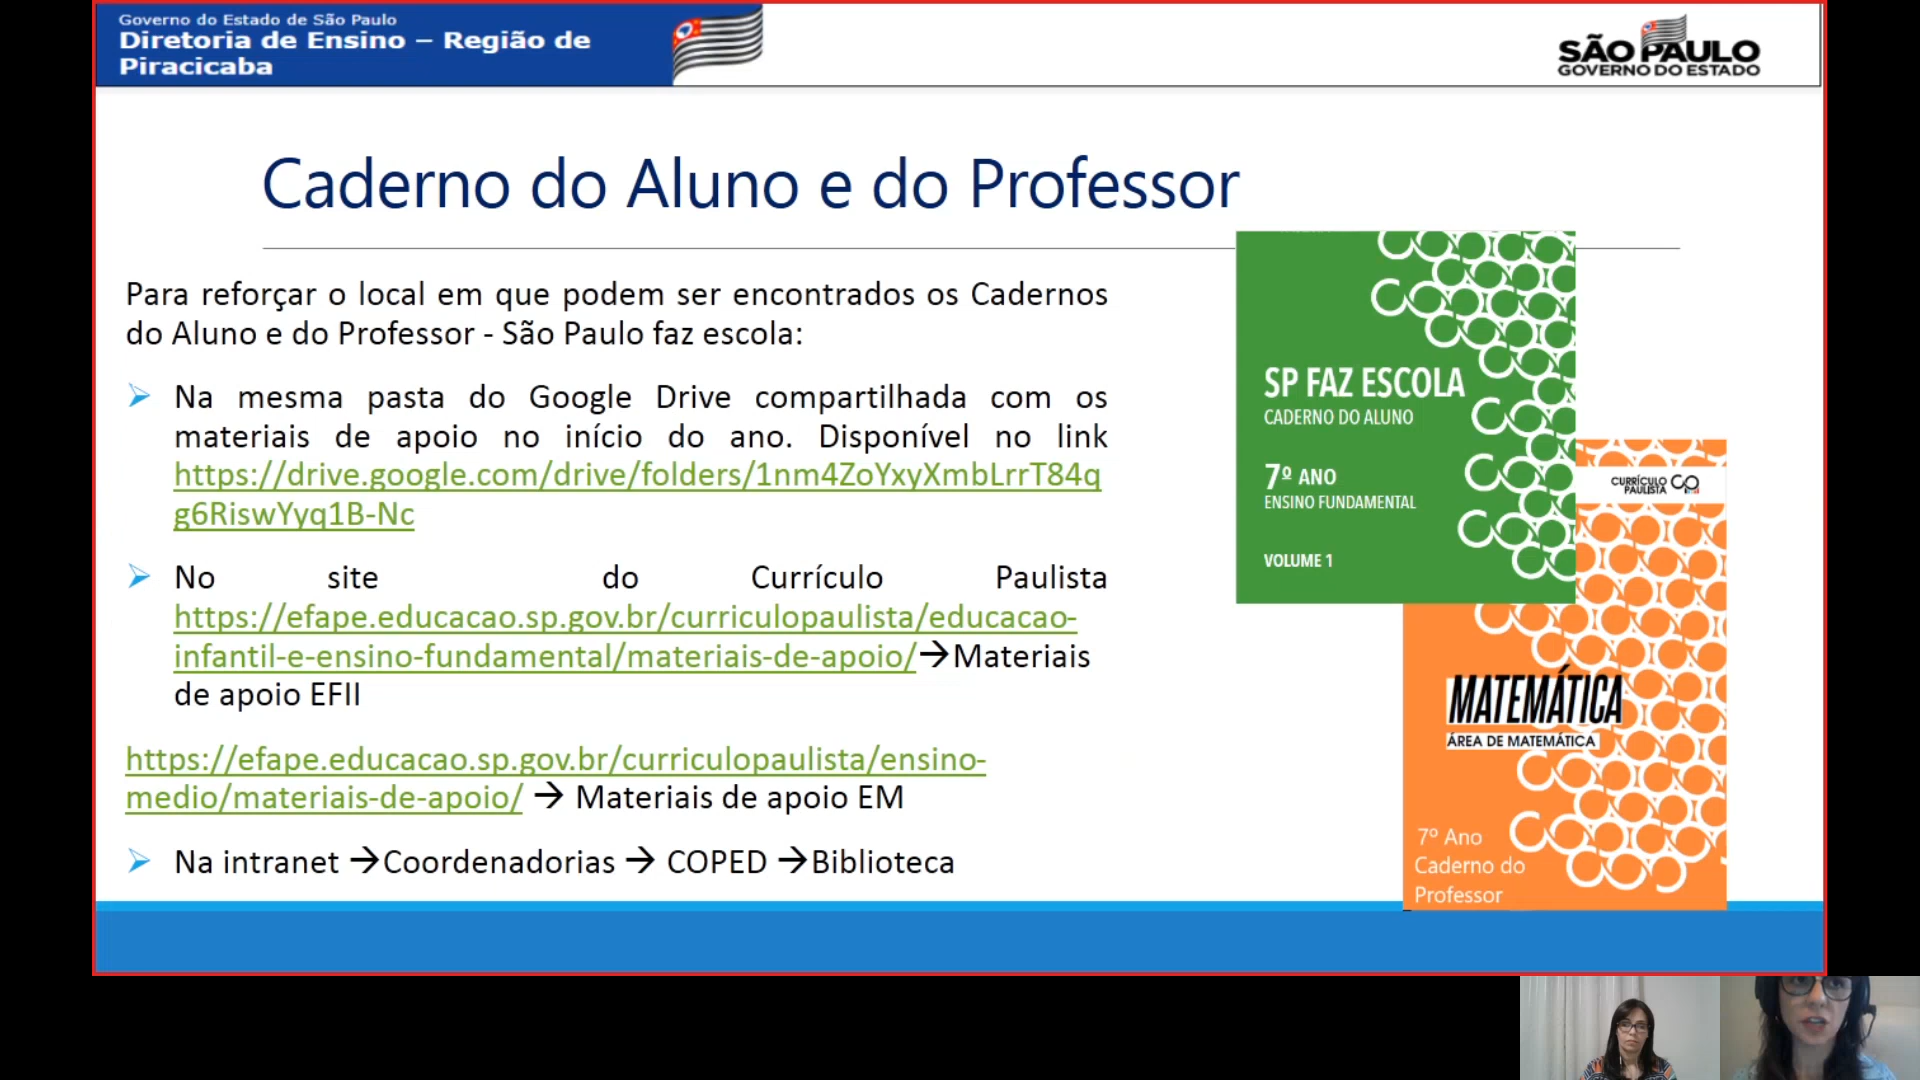 Governo do Estado de São Paulo
Diretoria de Ensino – Região de
Piracicaba
SÃO PAULO
GOVERNO DO ESTADO
Caderno do Aluno e do Professor
Para reforçar o local em que podem ser encontrados os Cadernos
do Aluno e do Professor - São Paulo faz escola:
Na mesma pasta do Google Drive compartilhada com os
materiais de apoio no início do ano. Disponível no link
https://drive.google.com/drive/folders/1nm4ZoYxyXmbLrrT84q
g6RiswYyq1B-Nc
No site do Currículo Paulista
https://efape.educacao.sp.gov.br/curriculopaulista/educacao-
infantil-e-ensino-fundamental/materiais-de-apoio/→Materiais
de apoio EFII
https://efape.educacao.sp.gov.br/curriculopaulista/ensino-
medio/materiais-de-apoio/ → Materiais de apoio EM
Na intranet →Coordenadorias → COPED →Biblioteca
SP FAZ ESCOLA
CADERNO DO ALUNO
7º ANO
ENSINO FUNDAMENTAL
VOLUME 1
CURRÍCULO
PAULISTA
MATEMÁTICA
ÁREA DE MATEMÁTICA
7º Ano
Caderno do
Professor